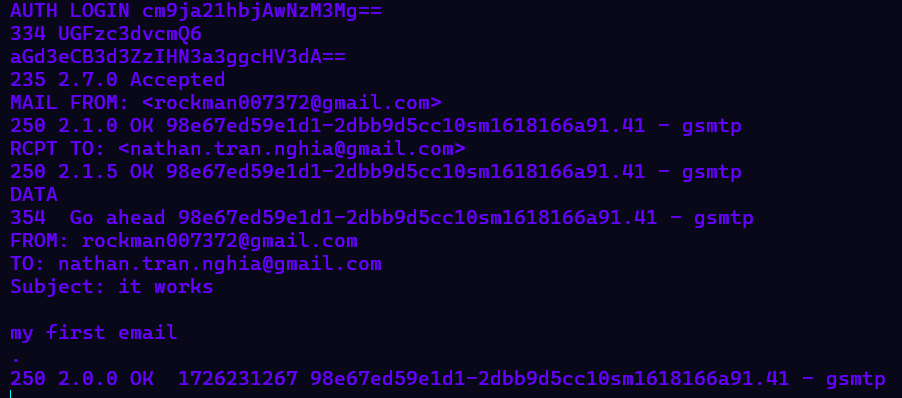 AUTH LOGIN cm9ja21hbjAwNzM3Mg==
334 UGFzc3dvcmQ6
aGd3eCB3d3ZzIHN3a3ggcHV3dA==
235 2.7.0 Accepted
MAIL FROM: <rockman007372@gmail.com>
250 2.1.0 OK 98e67ed59e1d1-2dbb9d5cc10sm1618166a91.41 - gsmtp
RCPT TO: <nathan.tran.nghia@gmail.com>
250 2.1.5 OK 98e67ed59e1d1-2dbb9d5cc10sm1618166a91.41 - gsmtp
DATA
354  Go ahead 98e67ed59e1d1-2dbb9d5cc10sm1618166a91.41 - gsmtp
FROM: rockman007372@gmail.com
TO: nathan.tran.nghia@gmail.com
Subject: it works

my first email
.
250 2.0.0 OK  1726231267 98e67ed59e1d1-2dbb9d5cc10sm1618166a91.41 - gsmtp